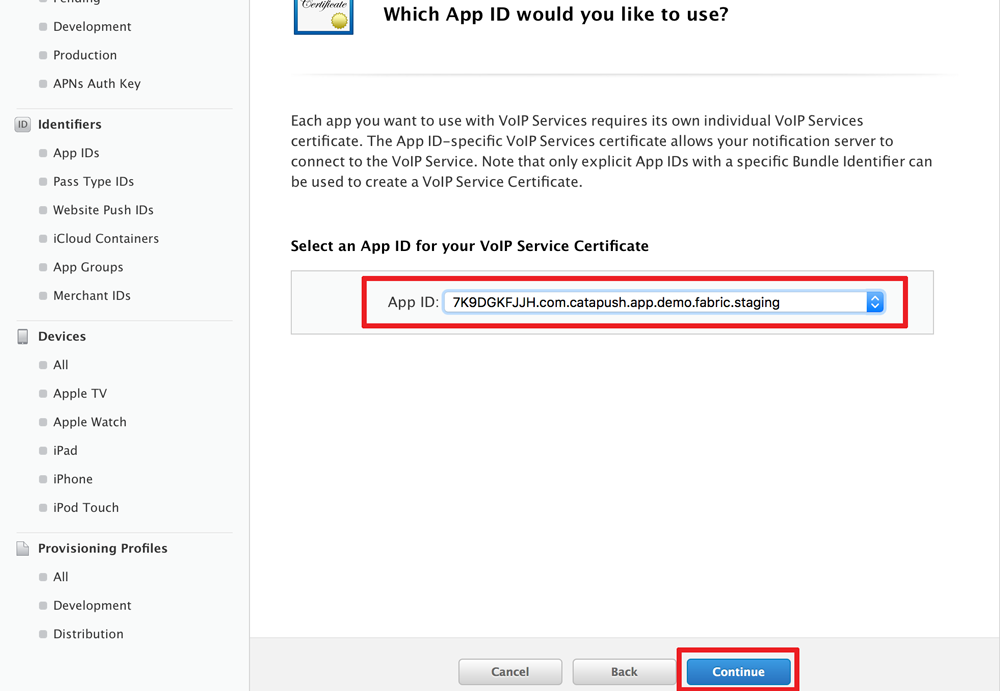 Pending
Development
Production
APNs Auth Key
ID Identifiers
App IDs
Pass Type IDs
Website Push IDs
iCloud Containers
App Groups
Merchant IDs
Devices
All
Apple TV
Apple Watch
iPad
iPhone
iPod Touch
Provisioning Profiles
All
Development
Distribution
Certificate
Which App ID would you like to use?
Each app you want to use with VoIP Services requires its own individual VoIP Services
certificate. The App ID-specific VoIP Services certificate allows your notification server to
connect to the VoIP Service. Note that only explicit App IDs with a specific Bundle Identifier can
be used to create a VoIP Service Certificate.
Select an App ID for your VoIP Service Certificate
App ID: 7K9DGKFJJH.com.catapush.app.demo.fabric.staging
Cancel Back Continue